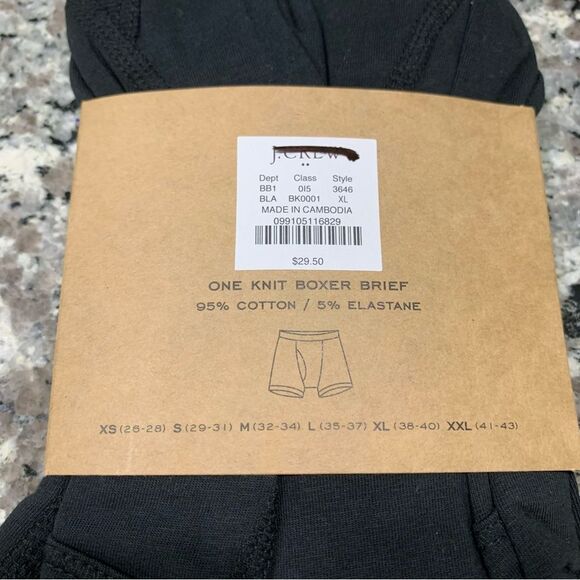 J.CREW
Dept Class Style
BB1 0I5 3646
BLA BK0001 XL
MADE IN CAMBODIA
099105116829
$29.50
ONE KNIT BOXER BRIEF
95% COTTON / 5% ELASTANE
XS (26-28) S (29-31) M (32-34) L (35-37) XL (38-40) XXL (41-43)